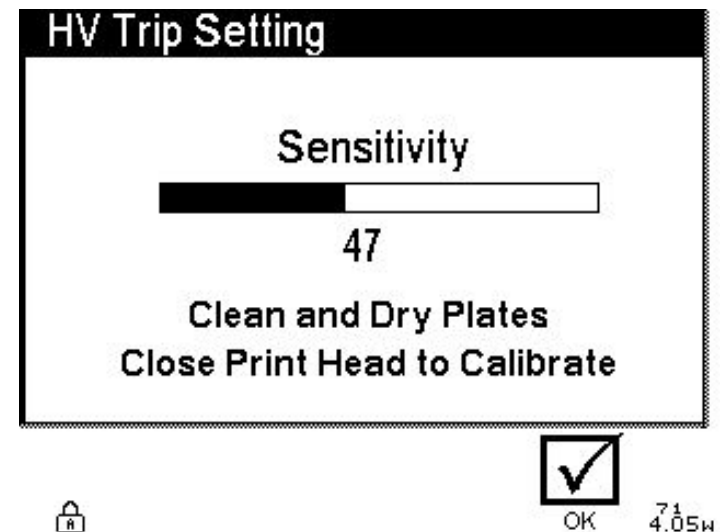 HV Trip Setting
Sensitivity
47
Clean and Dry Plates
Close Print Head to Calibrate
A
OK
71
4.05w